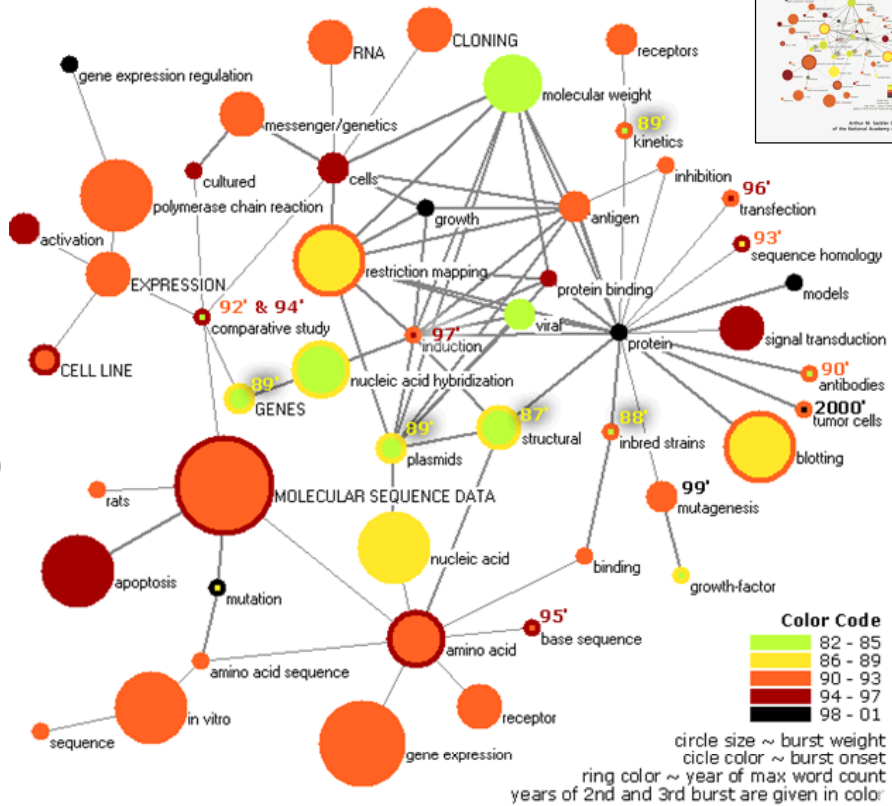 RNA
CLONING
receptors
gene expression regulation
molecular weight
messenger/genetics
89'
kinetics
cells
inhibition
cultured
polymerase chain reaction
96'
transfection
growth
antigen
activation
93'
sequence homology
restriction mapping
EXPRESSION
protein binding
models
92' & 94'
comparative study
viral
97'
induction
protein
signal transduction
CELL LINE
nucleic acid hybridization
90'
antibodies
89'
GENES
2000'
tumor cells
87'
structural
88'
inbred strains
89'
plasmids
blotting
MOLECULAR SEQUENCE DATA
rats
99'
mutagenesis
nucleic acid
apoptosis
binding
growth-factor
mutation
95'
base sequence
amino acid
amino acid sequence
in vitro
receptor
sequence
gene expression
Color Code
82 - 85
86 - 89
90 - 93
94 - 97
98 - 01
circle size ~ burst weight
cicle color ~ burst onset
ring color ~ year of max word count
years of 2nd and 3rd burst are given in color
Arthur M. Sackler
of the National Academy